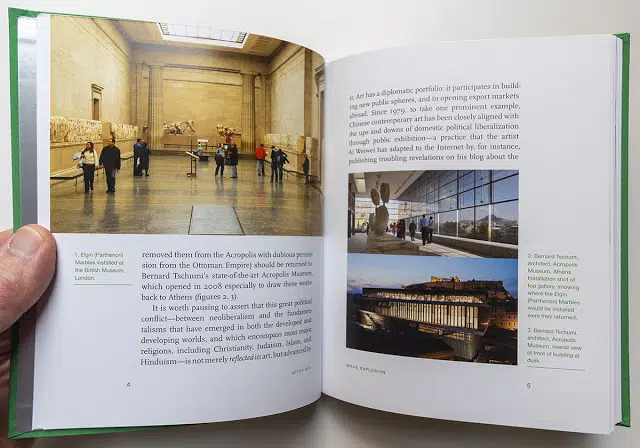 1. Elgin (Parthenon)
Marbles installed at
the British Museum,
London.
removed them from the Acropolis with dubious permis-
sion from the Ottoman Empire) should be returned to
Bernard Tschumi's state-of-the-art Acropolis Museum,
which opened in 2008 especially to draw these works
back to Athens (figures 2, 3).
It is worth pausing to assert that this great political
conflict—between neoliberalism and the fundamen-
talisms that have emerged in both the developed and
developing worlds, and which encompass most major
religions, including Christianity, Judaism, Islam, and
Hinduism—is not merely reflected in art, but advanced by
4
AFTER ART
it. Art has a diplomatic portfolio: it participates in build-
ing new public spheres, and in opening export markets
abroad. Since 1979, to take one prominent example,
Chinese contemporary art has been closely aligned with
the ups and downs of domestic political liberalization
through public exhibition—a practice that the artist
Ai Weiwei has adapted to the Internet by, for instance,
publishing troubling revelations on his blog about the
2. Bernard Tschumi,
architect, Acropolis
Museum, Athens.
Installation shot of
top gallery, showing
where the Elgin
(Parthenon) Marbles
would be installed
were they returned.
3. Bernard Tschumi,
architect, Acropolis
Museum, overall view
of front of building at
dusk.
IMAGE EXPLOSION
5